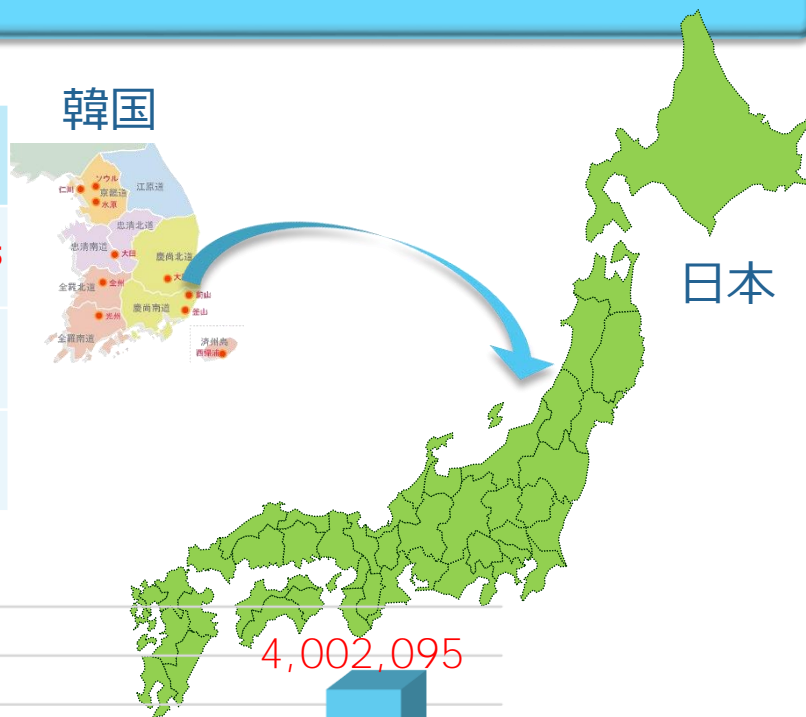 韓国
ソウル
仁川
京畿道
江原道
水原
忠清北道
忠清南道
大田
慶尚北道
全羅北道
全州
慶尚南道
釜山
光州
全羅南道
済州島
日本
4,002,095